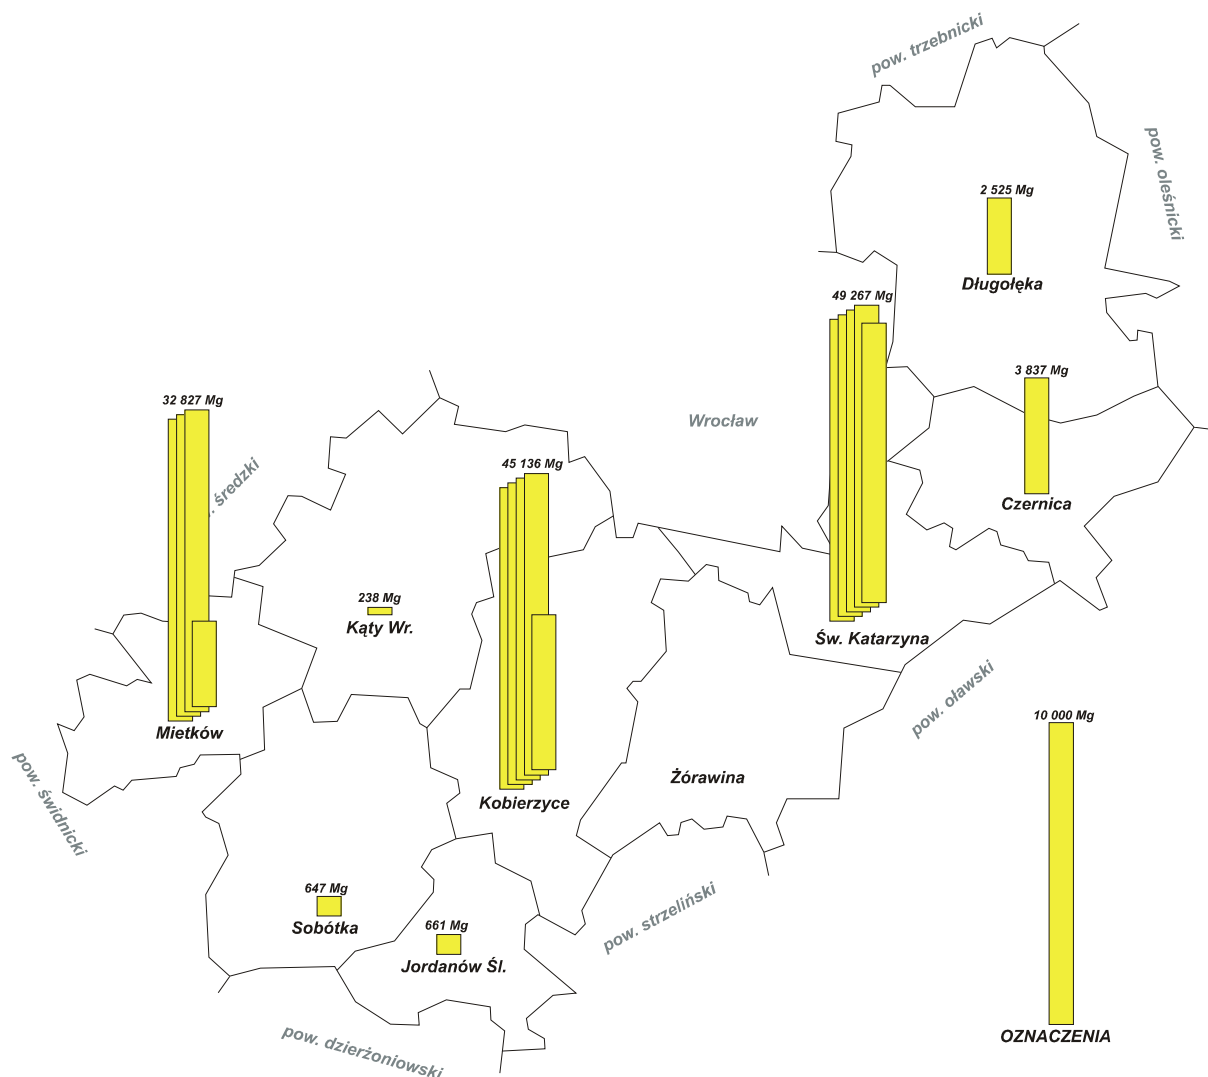 pow. trzebnicki
pow. oleśnicki
2 525 Mg
Długołęka
49 267 Mg
3 837 Mg
Czernica
32 827 Mg
Wrocław
45 136 Mg
średzki
238 Mg
Kąty Wr.
Św. Katarzyna
pow. oławski
10 000 Mg
Mietków
pow. świdnicki
Żórawina
Kobierzyce
647 Mg
Sobótka
661 Mg
Jordanów Śl.
pow. strzeliński
pow. dzierżoniowski
OZNACZENIA